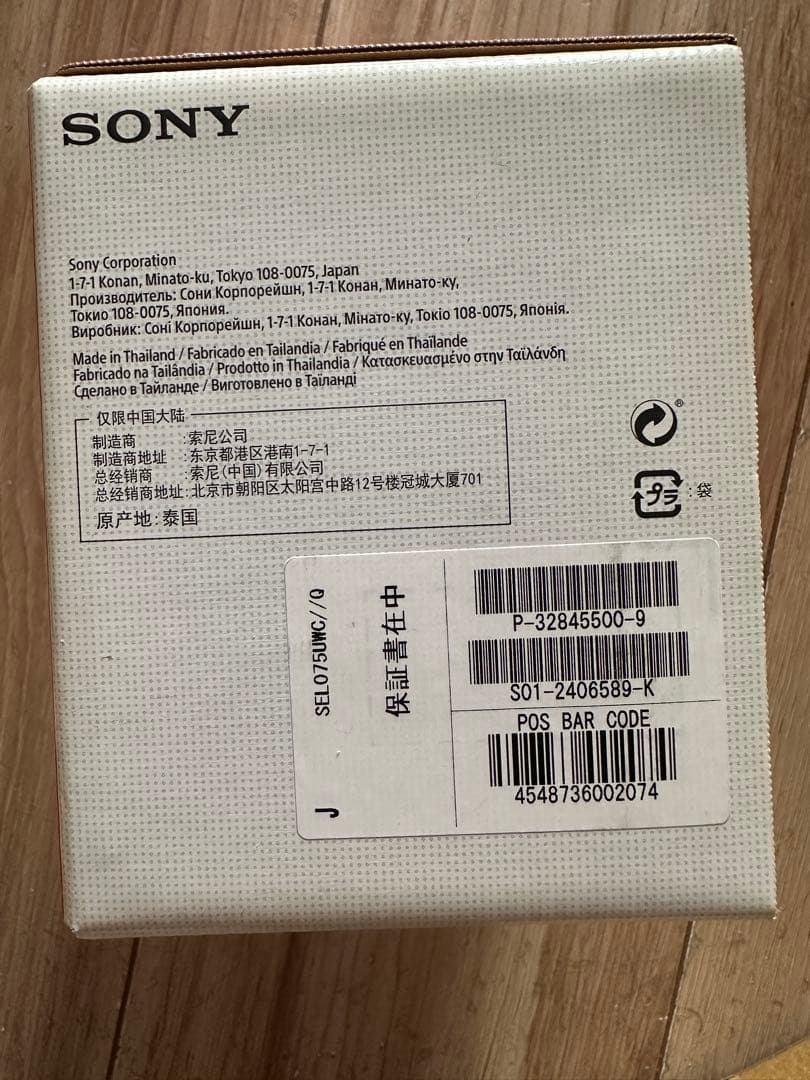 SONY
Sony Corporation
1-7-1 Konan, Minato-ku, Tokyo 108-0075, Japan
Производитель: Сони Корпорейшн, 1-7-1 Конан, Минато-ку,
Токио 108-0075, Япония.
Виробник: Соні Корпорейшн, 1-7-1 Конан, Мінато-ку, Токіо 108-0075, Японія.
Made in Thailand / Fabricado en Tailandia / Fabriqué en Thaïlande
Fabricado na Tailândia / Prodotto in Thailandia / Κατασκευασμένο στην Ταϊλάνδη
Сделано в Тайланде / Виготовлено в Таїланді
仅限中国大陆
制造商 :索尼公司
制造商地址 :东京都港区港南1-7-1
总经销商 :索尼(中国)有限公司
总经销商地址:北京市朝阳区太阳宫中路12号楼冠城大厦701
原产地:泰国
®
プラ :袋
SEL075UWC//Q
保証書在中
J
P-32845500-9
S01-2406589-K
POS BAR CODE
4548736002074